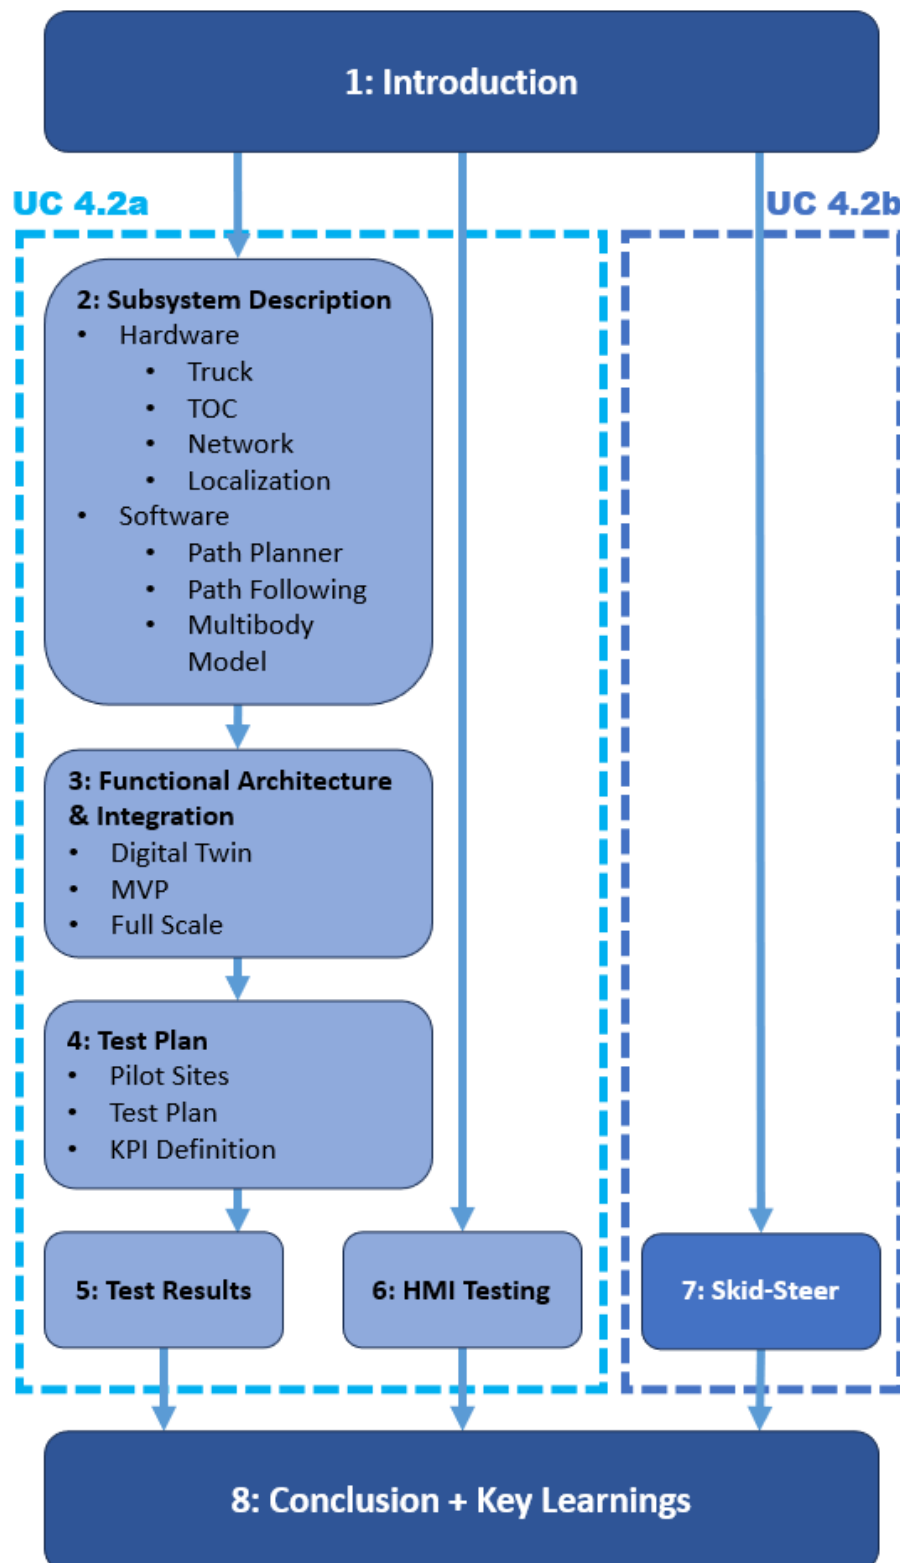 1: Introduction
UC 4.2a
UC 4.2b
2: Subsystem Description
• Hardware
• Truck
• TOC
• Network
• Localization
• Software
• Path Planner
• Path Following
• Multibody
Model
3: Functional Architecture
& Integration
• Digital Twin
• MVP
• Full Scale
4: Test Plan
• Pilot Sites
• Test Plan
• KPI Definition
5: Test Results
6: HMI Testing
7: Skid-Steer
8: Conclusion + Key Learnings